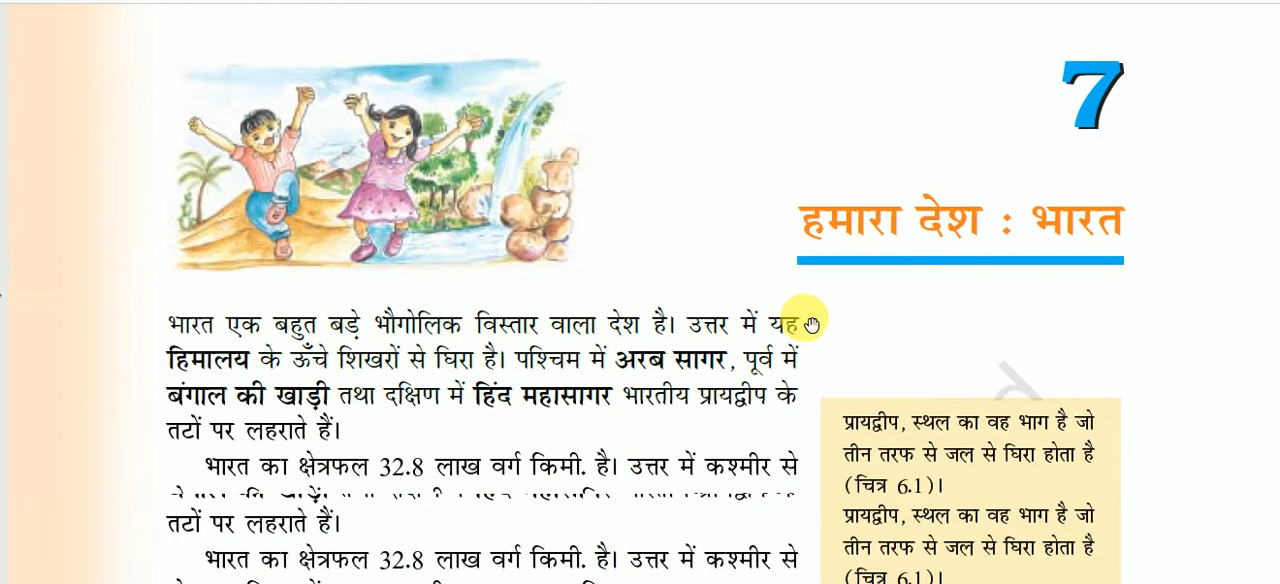 7
हमारा देश : भारत
भारत एक बहुत बड़े भौगोलिक विस्तार वाला देश है। उत्तर में यह
हिमालय के ऊँचे शिखरों से घिरा है। पश्चिम में अरब सागर, पूर्व में
बंगाल की खाड़ी तथा दक्षिण में हिंद महासागर भारतीय प्रायद्वीप के
तटों पर लहराते हैं।
भारत का क्षेत्रफल 32.8 लाख वर्ग किमी. है। उत्तर में कश्मीर से
तटों पर लहराते हैं।
भारत का क्षेत्रफल 32.8 लाख वर्ग किमी. है। उत्तर में कश्मीर से
प्रायद्वीप, स्थल का वह भाग है जो
तीन तरफ से जल से घिरा होता है
(चित्र 6.1)।
प्रायद्वीप, स्थल का वह भाग है जो
तीन तरफ से जल से घिरा होता है
(चित्र 6.1)।